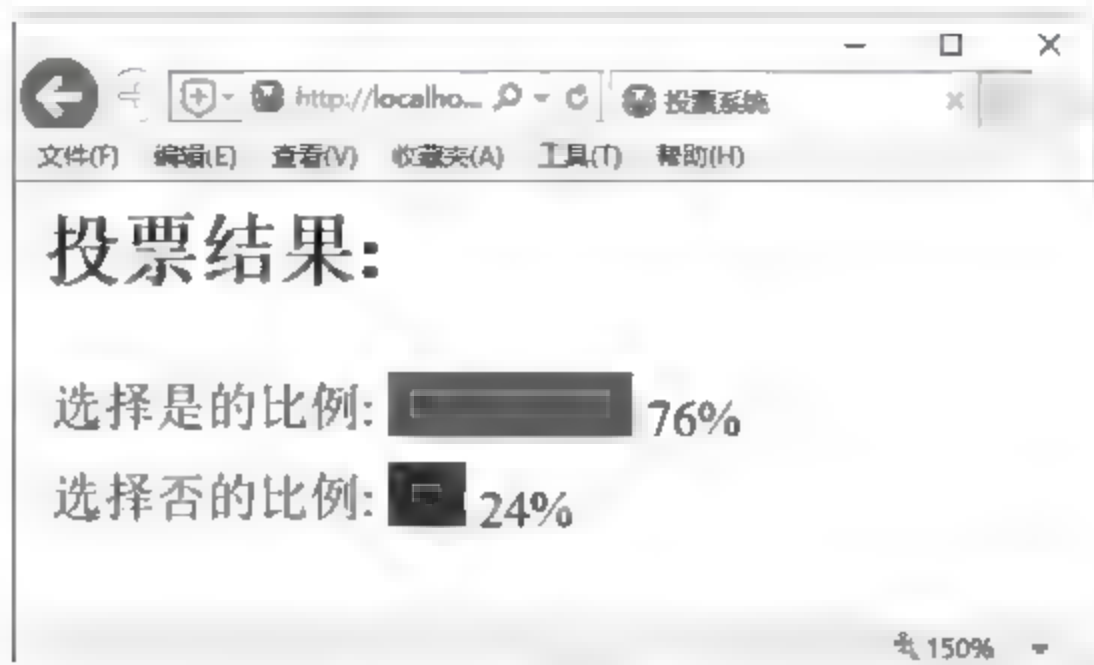 http://localho... 投票系统
文件(F) 编辑(E) 查看(V) 收藏夹(A) 工具(T) 帮助(H)
投票结果:
选择是的比例: 76%
选择否的比例: 24%
150%